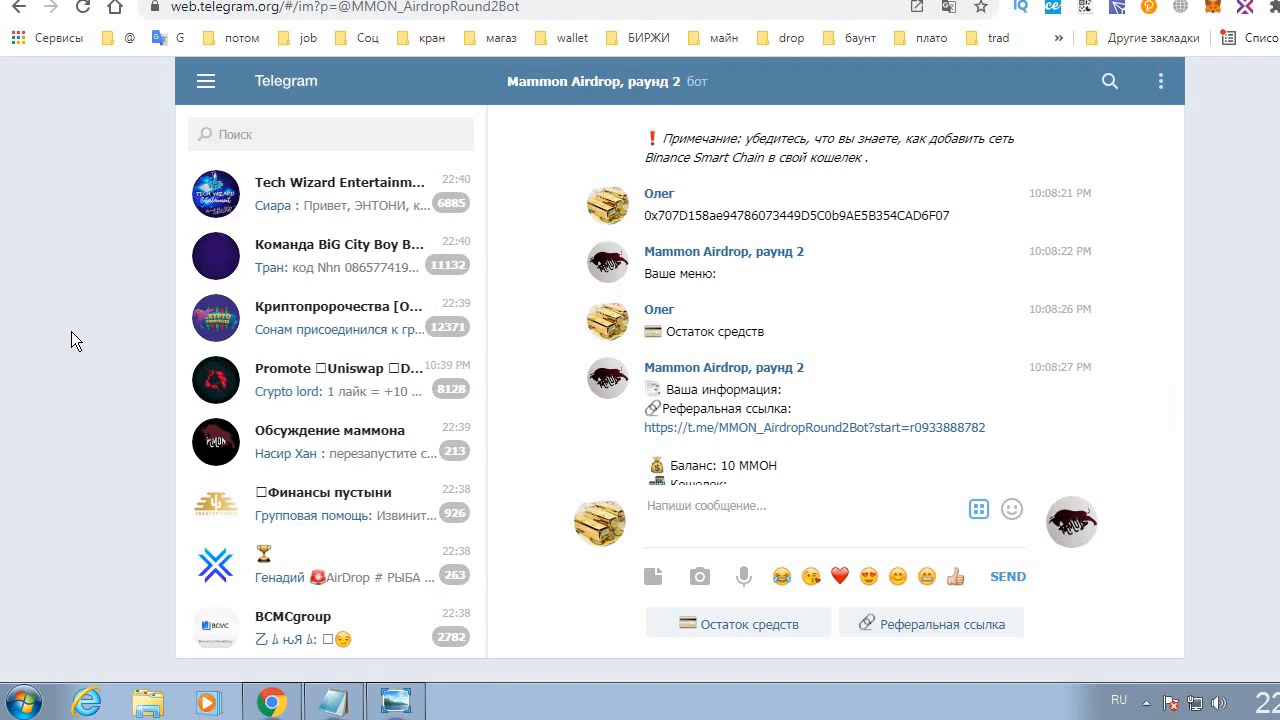 web.telegram.org/#/im?p=@MMON_AirdropRound2Bot
Сервисы @ G потом job Соц кран магаз wallet БИРЖИ майн drop баунт плато trad » Другие закладки Списо
Telegram
Mammon Airdrop, раунд 2 бот
Поиск
Tech Wizard Entertainm... 22:40
Сиара : Привет, ЭНТОНИ, к... 6885
Команда BiG City Boy B... 22:40
Тран: код Nhn 086577419... 11132
Криптопророчества [О... 22:39
Сонам присоединился к гр... 12371
Promote □Uniswap □D... 10:39 PM
Crypto lord: 1 лайк = +10 ... 8128
Обсуждение маммона 22:39
Насир Хан : перезапустите с... 213
□Финансы пустыни 22:38
Групповая помощь: Извинит... 926
🏆 22:38
Генадий 🚨AirDrop # РЫБА ... 263
BCMCgroup 22:38
2782
❗ Примечание: убедитесь, что вы знаете, как добавить сеть
Binance Smart Chain в свой кошелек .
Олег 10:08:21 PM
0x707D158ae94786073449D5C0b9AE5B354CAD6F07
Mammon Airdrop, раунд 2 10:08:22 PM
Ваше меню:
Олег 10:08:26 PM
💳 Остаток средств
Mammon Airdrop, раунд 2 10:08:27 PM
Ваша информация:
🔗Реферальная ссылка:
https://t.me/MMON_AirdropRound2Bot?start=r0933888782
💰 Баланс: 10 ММОН
Кошелек:
Напиши сообщение...
SEND
💳 Остаток средств
🔗 Реферальная ссылка
RU
22